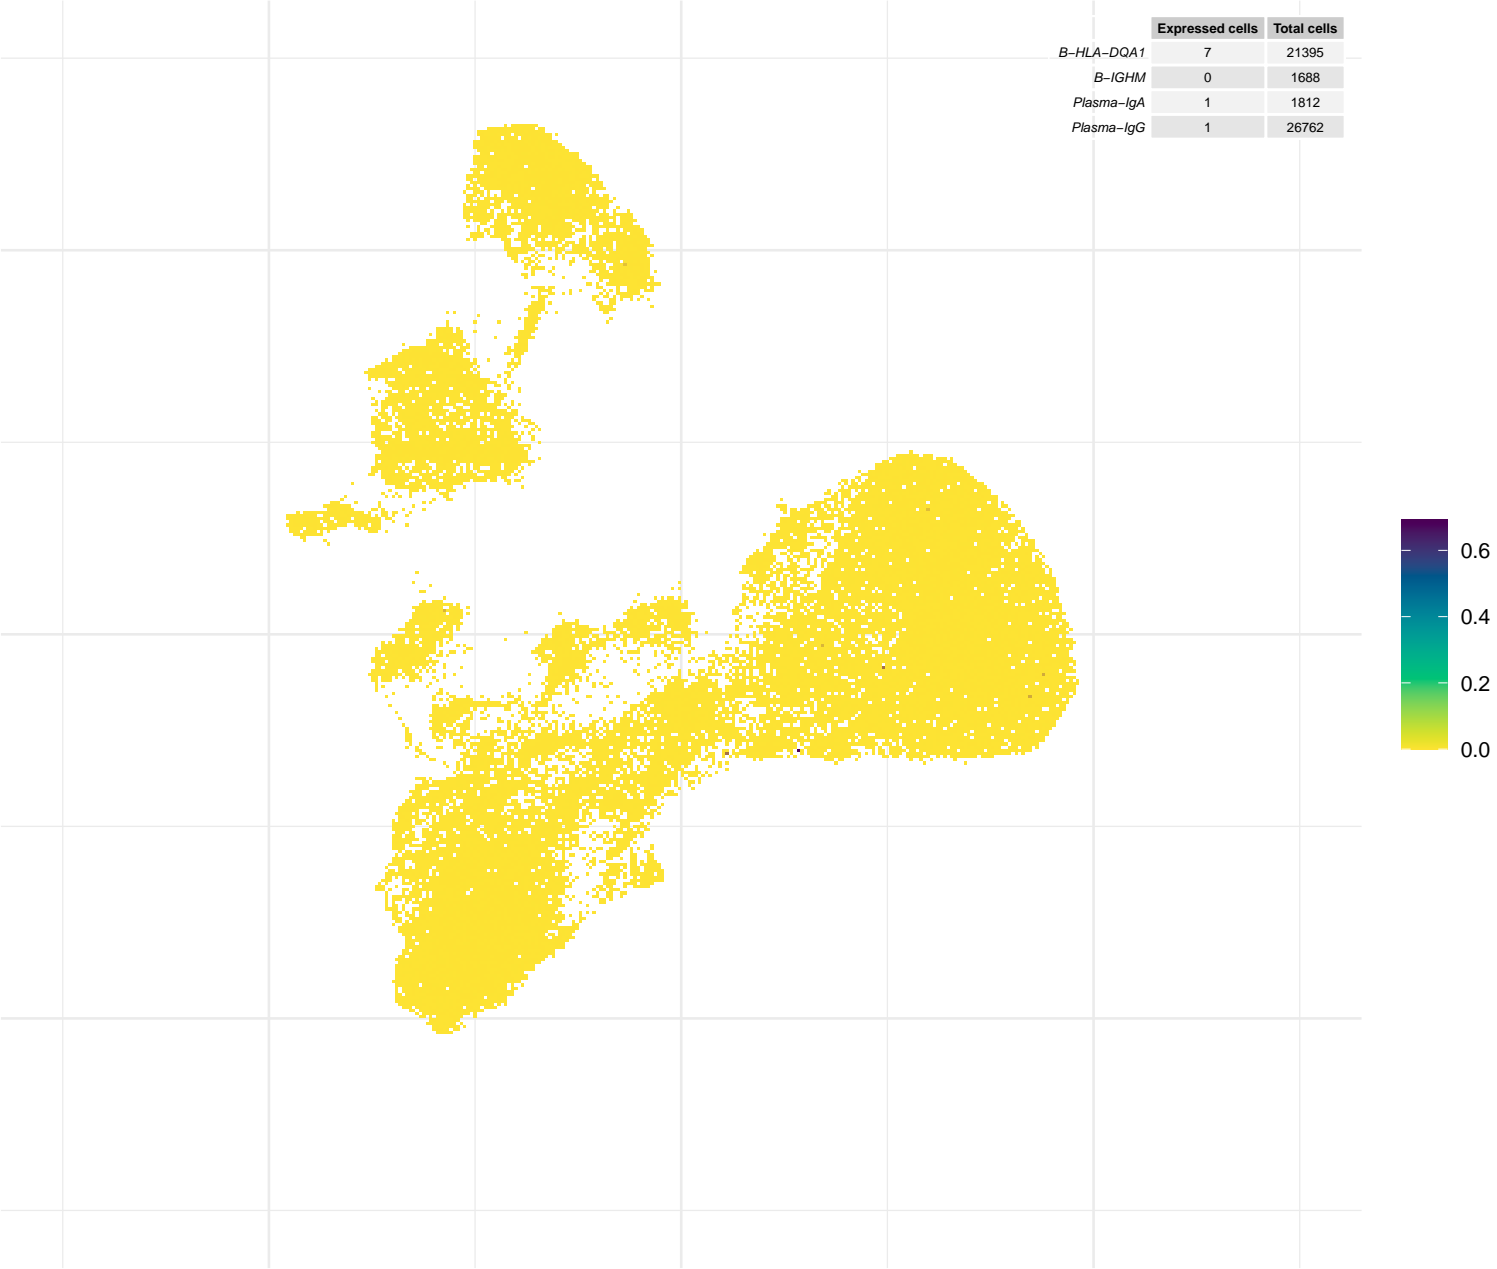 Expressed cells Total cells
B−HLA−DQA1 7 21395
B−IGHM 0 1688
Plasma−IgA 1 1812
Plasma−IgG 1 26762
0.6
0.4
0.2
0.0